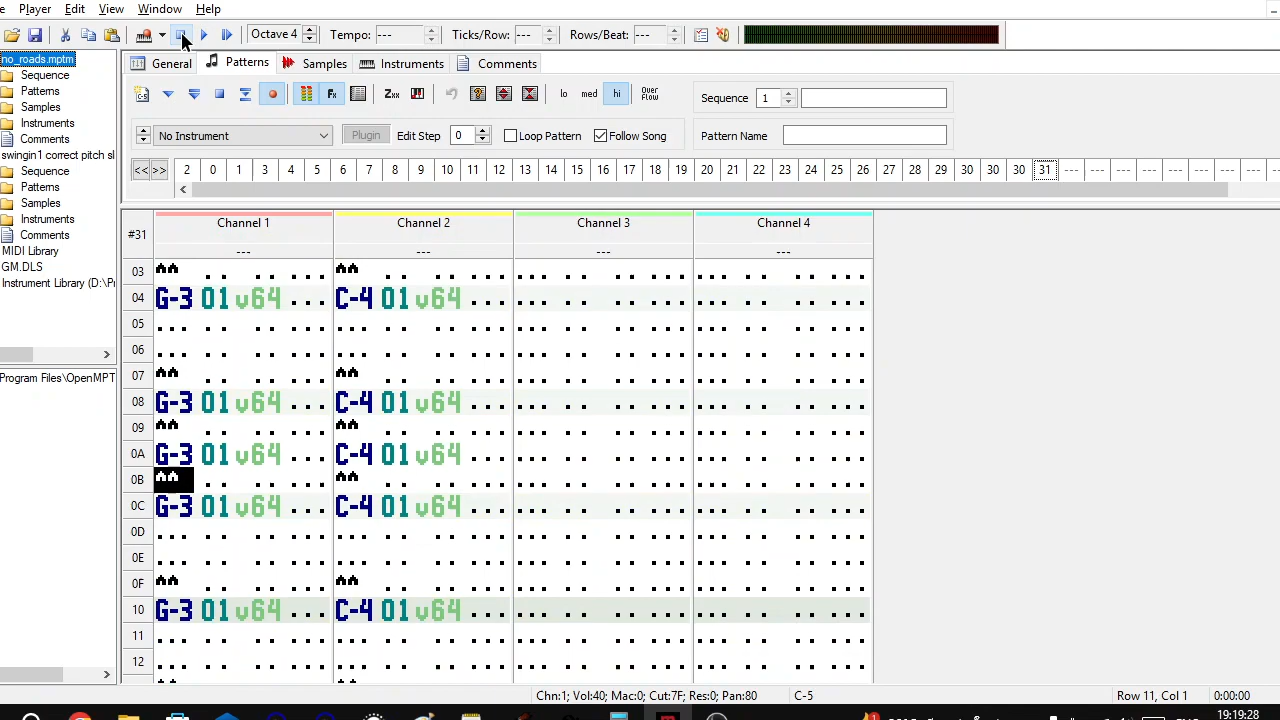 Player Edit View Window Help
Octave 4 Tempo: --- Ticks/Row: --- Rows/Beat: ---
General Patterns Samples Instruments Comments
no_roads.mptm
Sequence
Patterns
Samples
Instruments
Comments
swingin1 correct pitch sl
Sequence
Patterns
Samples
Instruments
Comments
MIDI Library
GM.DLS
Instrument Library (D:\Pr
Program Files\OpenMPT
Fx Zxx lo med hi Over Flow Sequence 1
No Instrument Plugin Edit Step 0 Loop Pattern Follow Song Pattern Name
<< >> 2 0 1 3 4 5 6 7 8 9 10 11 12 13 14 15 16 17 18 19 20 21 22 23 27 28 30 30 30 31 --- --- --- --- --- --- --- ---
#31 Channel 1 Channel 2 Channel 3 Channel 4
--- --- --- ---
03 ^^ .. .. ... ^^ .. .. ... ... .. .. ... ... .. .. ...
04 G-3 01 v64 ... C-4 01 v64 ... ... .. .. ... ... .. .. ...
05 ... .. .. ... ... .. .. ... ... .. .. ... ... .. .. ...
06 ... .. .. ... ... .. .. ... ... .. .. ... ... .. .. ...
07 ^^ .. .. ... ^^ .. .. ... ... .. .. ... ... .. .. ...
08 G-3 01 v64 ... C-4 01 v64 ... ... .. .. ... ... .. .. ...
09 ^^ .. .. ... ^^ .. .. ... ... .. .. ... ... .. .. ...
0A G-3 01 v64 ... C-4 01 v64 ... ... .. .. ... ... .. .. ...
0B ^^ .. .. ... ^^ .. .. ... ... .. .. ... ... .. .. ...
0C G-3 01 v64 ... C-4 01 v64 ... ... .. .. ... ... .. .. ...
0D ... .. .. ... ... .. .. ... ... .. .. ... ... .. .. ...
0E ... .. .. ... ... .. .. ... ... .. .. ... ... .. .. ...
0F ^^ .. .. ... ^^ .. .. ... ... .. .. ... ... .. .. ...
10 G-3 01 v64 ... C-4 01 v64 ... ... .. .. ... ... .. .. ...
11 ... .. .. ... ... .. .. ... ... .. .. ... ... .. .. ...
12 ... .. .. ... ... .. .. ... ... .. .. ... ... .. .. ...
Chn:1; Vol:40; Mac:0; Cut:7F; Res:0; Pan:80 C-5 Row 11, Col 1 0:00:00
19:19:28